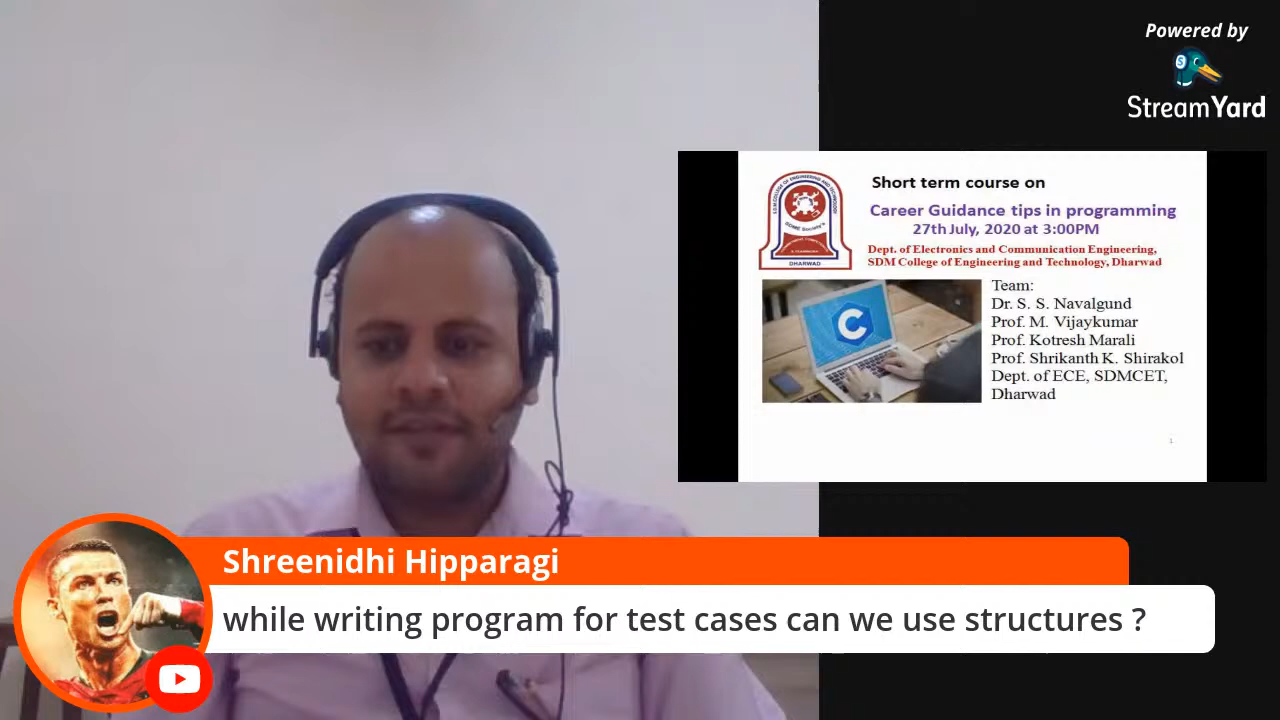 Powered by
StreamYard
Short term course on
Career Guidance tips in programming
27th July, 2020 at 3:00PM
Dept. of Electronics and Communication Engineering,
SDM College of Engineering and Technology, Dharwad
DHARWAD
Team:
Dr. S. S. Navalgund
Prof. M. Vijaykumar
Prof. Kotresh Marali
Prof. Shrikanth K. Shirakol
Dept. of ECE, SDMCET,
Dharwad
C
1
Shreenidhi Hipparagi
while writing program for test cases can we use structures ?